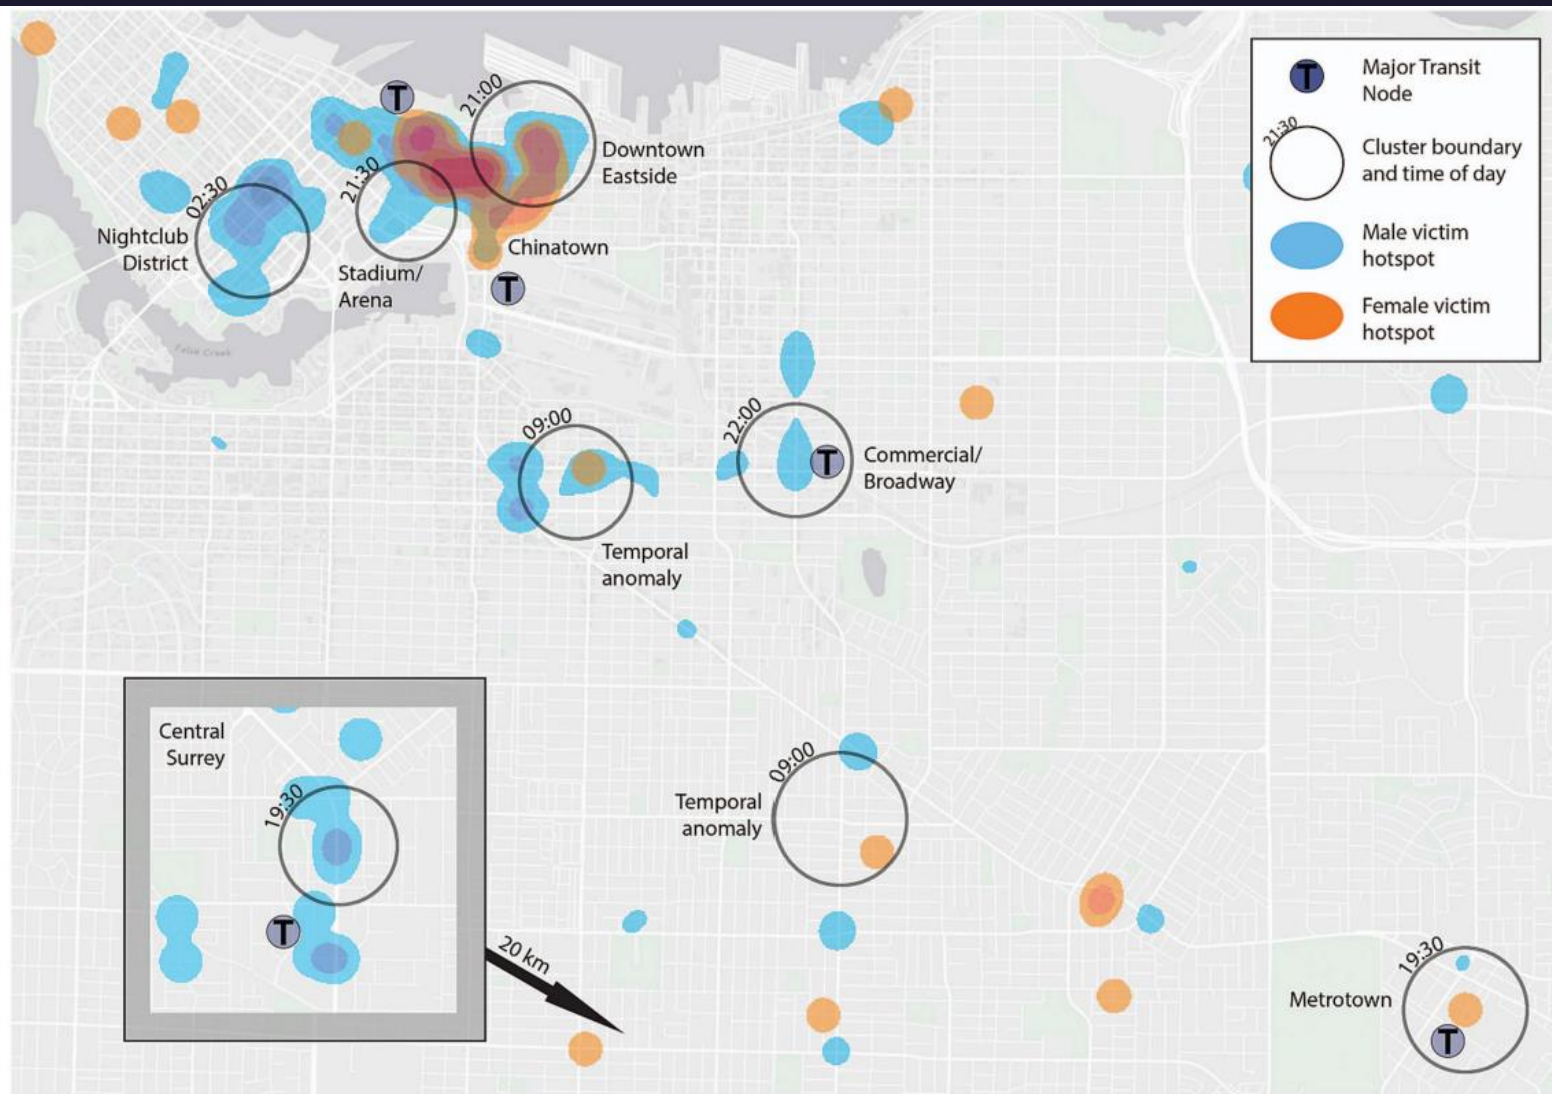 T
Major Transit
Node
21:30
Cluster boundary
and time of day
Male victim
hotspot
Female victim
hotspot
T
21:00
Downtown
Eastside
21:30
Stadium/
Arena
02:30
Nightclub
District
Chinatown
T
False Creek
09:00
Temporal
anomaly
22:00
T
Commercial/
Broadway
Central
Surrey
19:30
T
20 km
09:00
Temporal
anomaly
19:30
Metrotown
T